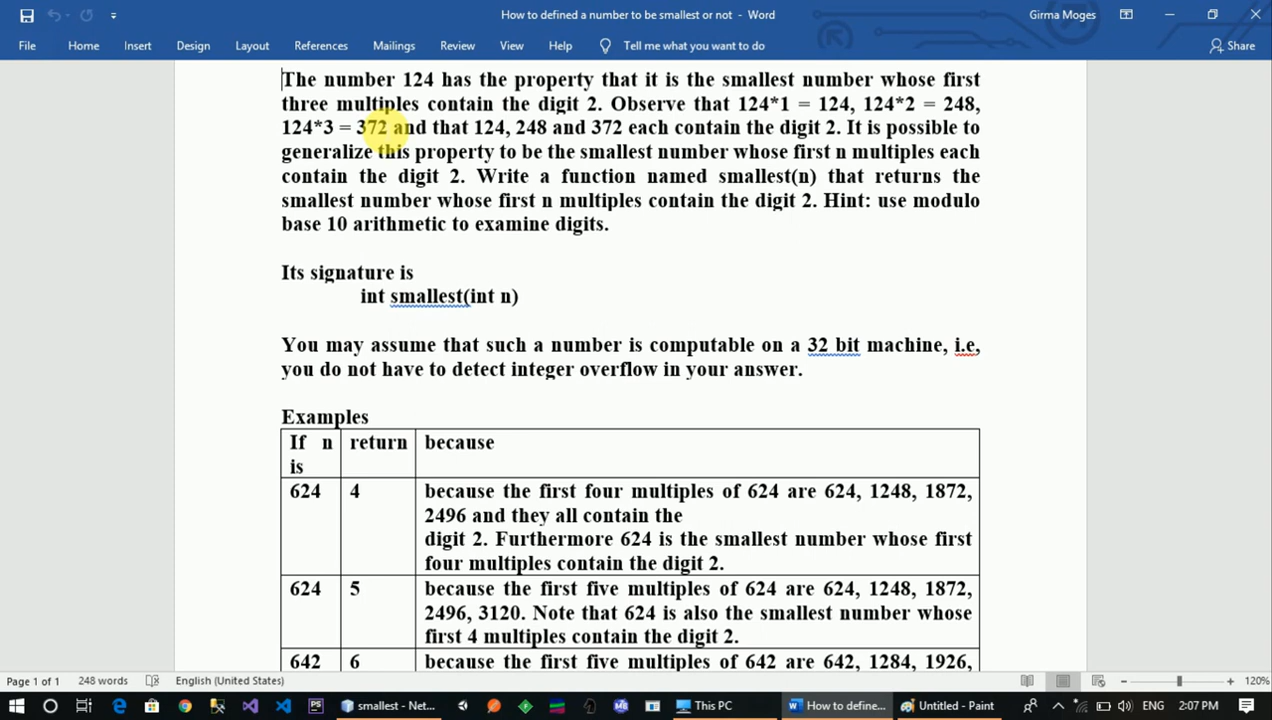 How to defined a number to be smallest or not - Word
Girma Moges
File Home Insert Design Layout References Mailings Review View Help Tell me what you want to do Share
The number 124 has the property that it is the smallest number whose first
three multiples contain the digit 2. Observe that 124*1 = 124, 124*2 = 248,
124*3 = 372 and that 124, 248 and 372 each contain the digit 2. It is possible to
generalize this property to be the smallest number whose first n multiples each
contain the digit 2. Write a function named smallest(n) that returns the
smallest number whose first n multiples contain the digit 2. Hint: use modulo
base 10 arithmetic to examine digits.
Its signature is
int smallest(int n)
You may assume that such a number is computable on a 32 bit machine, i.e,
you do not have to detect integer overflow in your answer.
Examples
If n return because
is
624 4 because the first four multiples of 624 are 624, 1248, 1872,
2496 and they all contain the
digit 2. Furthermore 624 is the smallest number whose first
four multiples contain the digit 2.
624 5 because the first five multiples of 624 are 624, 1248, 1872,
2496, 3120. Note that 624 is also the smallest number whose
first 4 multiples contain the digit 2.
642 6 because the first five multiples of 642 are 642, 1284, 1926,
Page 1 of 1 248 words English (United States) 120%
smallest - Net... This PC How to define... Untitled - Paint ENG 2:07 PM